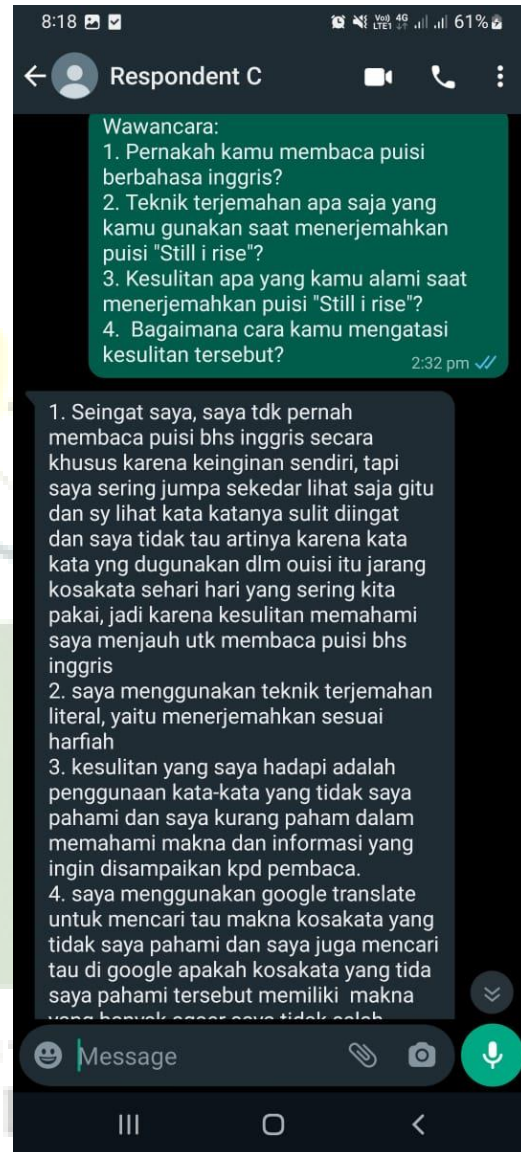 8:18
Vo)) 4G 61%
LTE1
Respondent C
Wawancara:
1. Pernakah kamu membaca puisi
berbahasa inggris?
2. Teknik terjemahan apa saja yang
kamu gunakan saat menerjemahkan
puisi "Still i rise"?
3. Kesulitan apa yang kamu alami saat
menerjemahkan puisi "Still i rise"?
4. Bagaimana cara kamu mengatasi
kesulitan tersebut?
2:32 pm
1. Seingat saya, saya tdk pernah
membaca puisi bhs inggris secara
khusus karena keinginan sendiri, tapi
saya sering jumpa sekedar lihat saja gitu
dan sy lihat kata katanya sulit diingat
dan saya tidak tau artinya karena kata
kata yng dugunakan dlm ouisi itu jarang
kosakata sehari hari yang sering kita
pakai, jadi karena kesulitan memahami
saya menjauh utk membaca puisi bhs
inggris
2. saya menggunakan teknik terjemahan
literal, yaitu menerjemahkan sesuai
harfiah
3. kesulitan yang saya hadapi adalah
penggunaan kata-kata yang tidak saya
pahami dan saya kurang paham dalam
memahami makna dan informasi yang
ingin disampaikan kpd pembaca.
4. saya menggunakan google translate
untuk mencari tau makna kosakata yang
tidak saya pahami dan saya juga mencari
tau di google apakah kosakata yang tida
saya pahami tersebut memiliki makna
yang banyak agaar saya tidak salah
Message